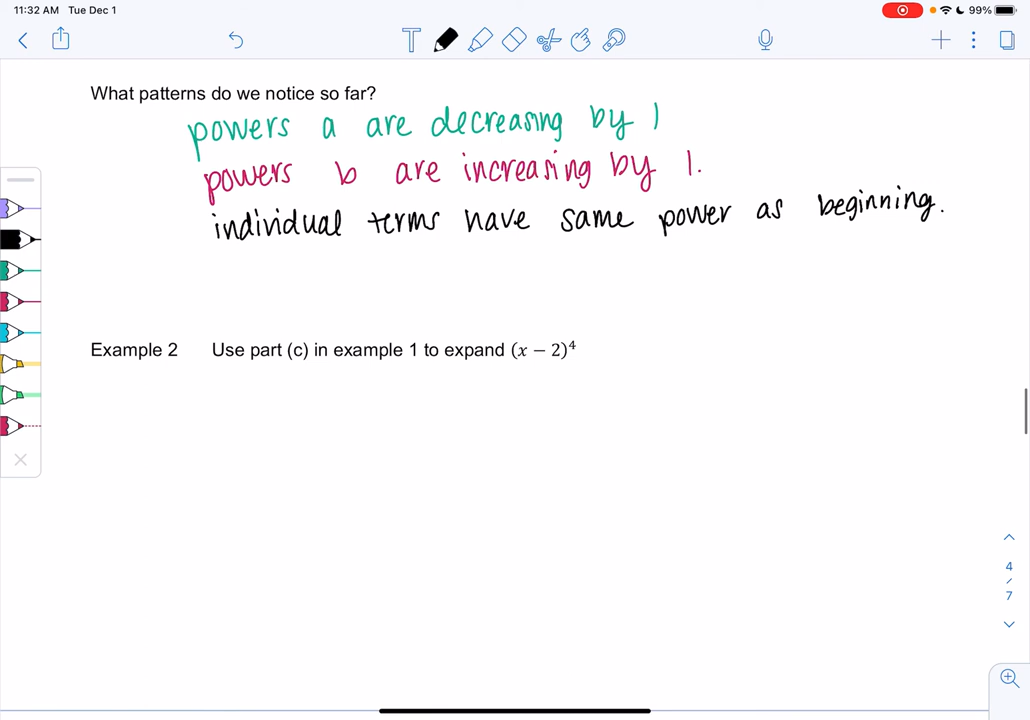 11:32 AM Tue Dec 1
99%
T
What patterns do we notice so far?
powers a are decreasing by 1
powers b are increasing by 1.
individual terms have same power as beginning.
Example 2 Use part (c) in example 1 to expand (x − 2)⁴
4
/
7